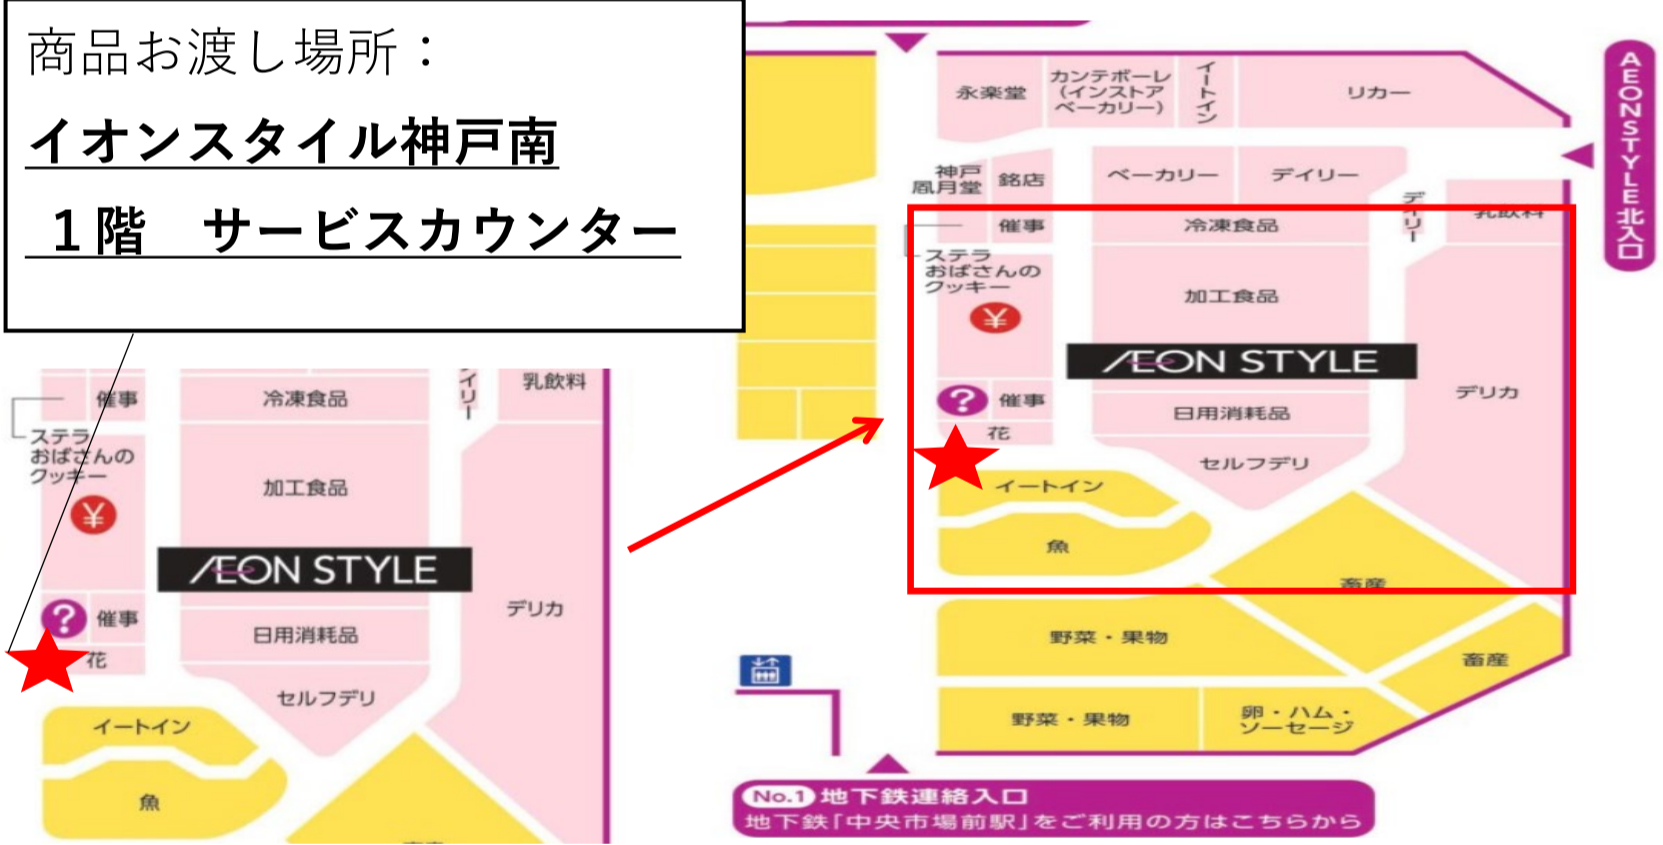 商品お渡し場所：
イオンスタイル神戸南
１階　サービスカウンター
催事
冷凍食品
イリー
乳飲料
ステラ
おばさんの
クッキー
¥
加工食品
ÆON STYLE
?
催事
花
日用消耗品
デリカ
セルフデリ
イートイン
魚
永楽堂
カンテボーレ
（インストア
ベーカリー）
イートイン
リカー
AEONSTYLE北入口
神戸
風月堂
銘店
ベーカリー
デイリー
デイリー
乳飲料
催事
冷凍食品
ステラ
おばさんの
クッキー
¥
加工食品
ÆON STYLE
?
催事
花
日用消耗品
デリカ
セルフデリ
イートイン
魚
畜産
野菜・果物
畜産
野菜・果物
卵・ハム・
ソーセージ
No.1 地下鉄連絡入口
地下鉄「中央市場前駅」をご利用の方はこちらから